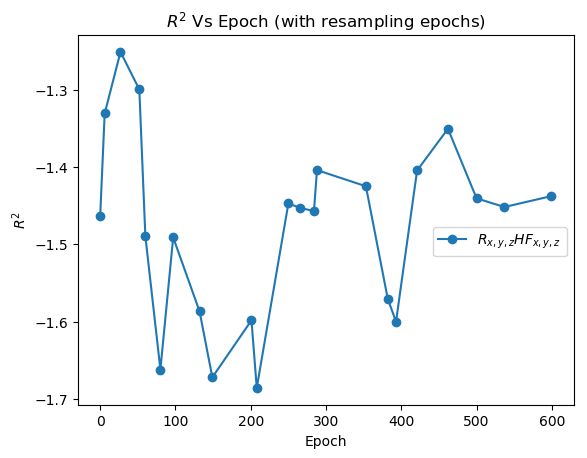 R² Vs Epoch (with resampling epochs)
R²
−1.3
−1.4
−1.5
−1.6
−1.7
R_{x,y,z}HF_{x,y,z}
0 100 200 300 400 500 600
Epoch